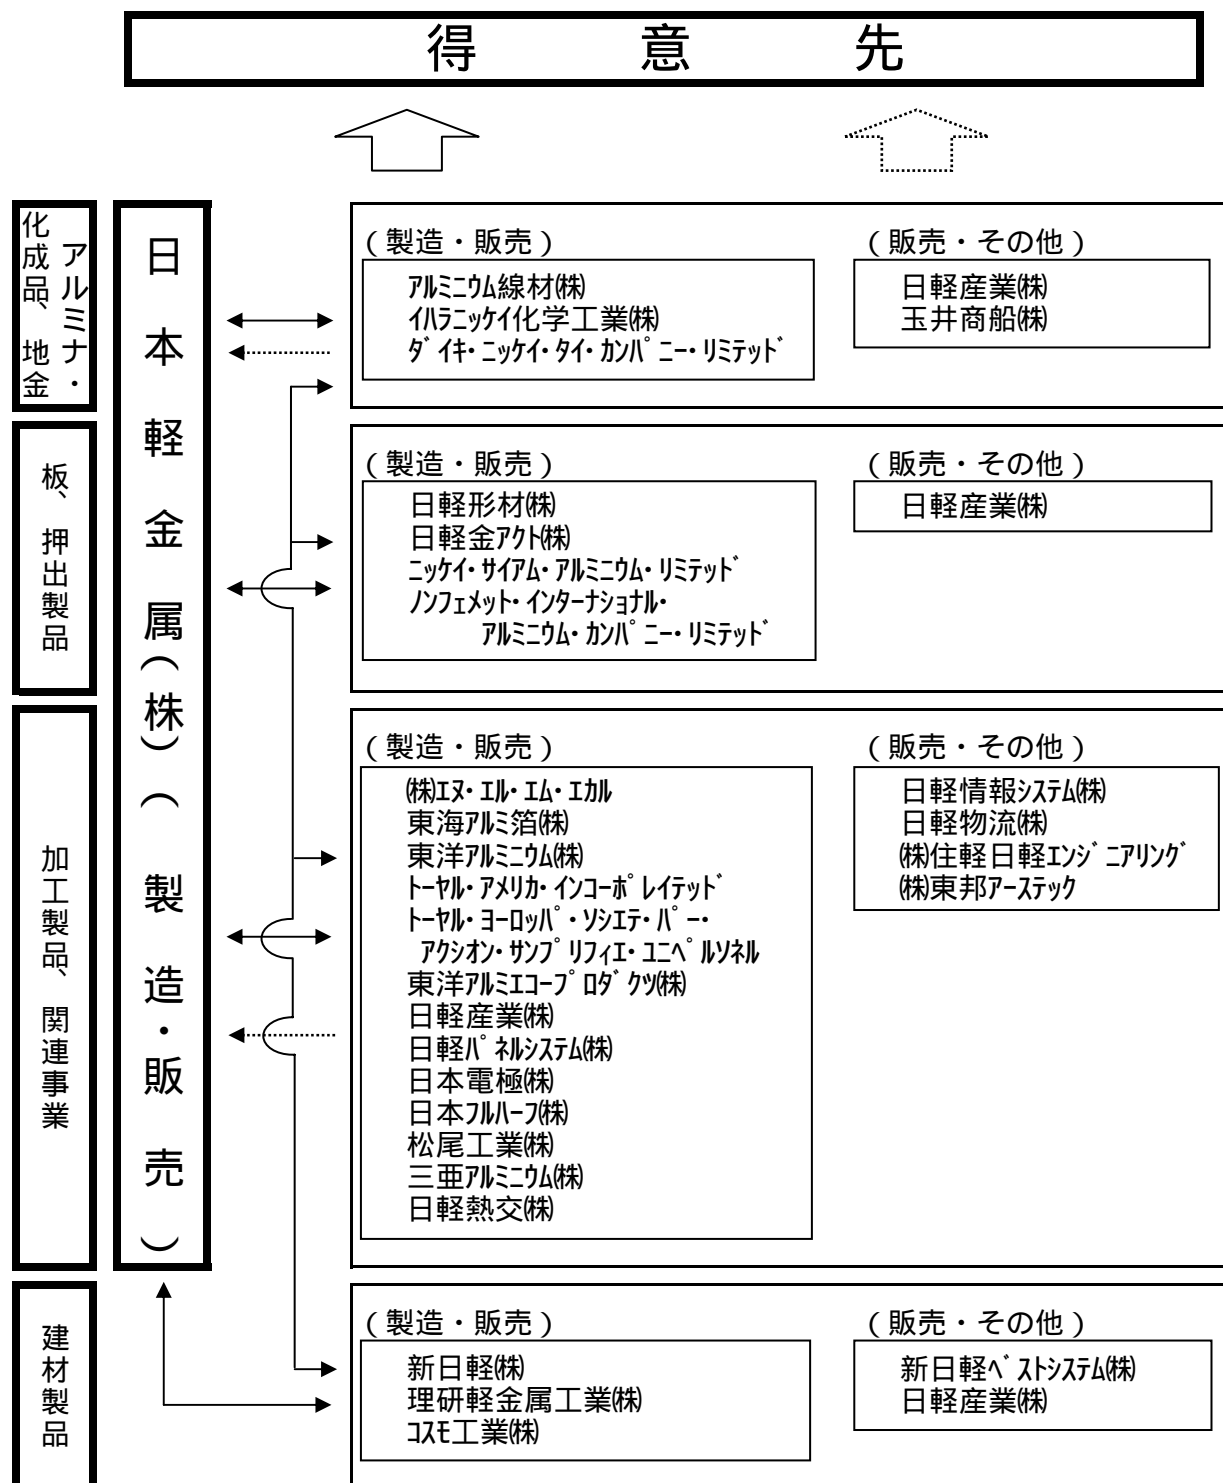 得意先
アルミナ・
化成品、地金
日本軽金属(株)(製造・販売)
(製造・販売)
アルミニウム線材㈱
イハラニッケイ化学工業㈱
ダイキ・ニッケイ・タイ・カンパニー・リミテッド
(販売・その他)
日軽産業㈱
玉井商船㈱
板、押出製品
(製造・販売)
日軽形材㈱
日軽金アクト㈱
ニッケイ・サイアム・アルミニウム・リミテッド
ノンフェメット・インターナショナル・
アルミニウム・カンパニー・リミテッド
(販売・その他)
日軽産業㈱
加工製品、関連事業
(製造・販売)
㈱エヌ・エル・エム・エカル
東海アルミ箔㈱
東洋アルミニウム㈱
トーヤル・アメリカ・インコーポレイテッド
トーヤル・ヨーロッパ・ソシエテ・パー・
アクシオン・サンプリフィエ・ユニペルソネル
東洋アルミエコープロダクツ㈱
日軽産業㈱
日軽パネルシステム㈱
日本電極㈱
日本フルハーフ㈱
松尾工業㈱
三亜アルミニウム㈱
日軽熱交㈱
(販売・その他)
日軽情報システム㈱
日軽物流㈱
㈱住軽日軽エンジニアリング
㈱東邦アーステック
建材製品
(製造・販売)
新日軽㈱
理研軽金属工業㈱
コスモ工業㈱
(販売・その他)
新日軽ベストシステム㈱
日軽産業㈱